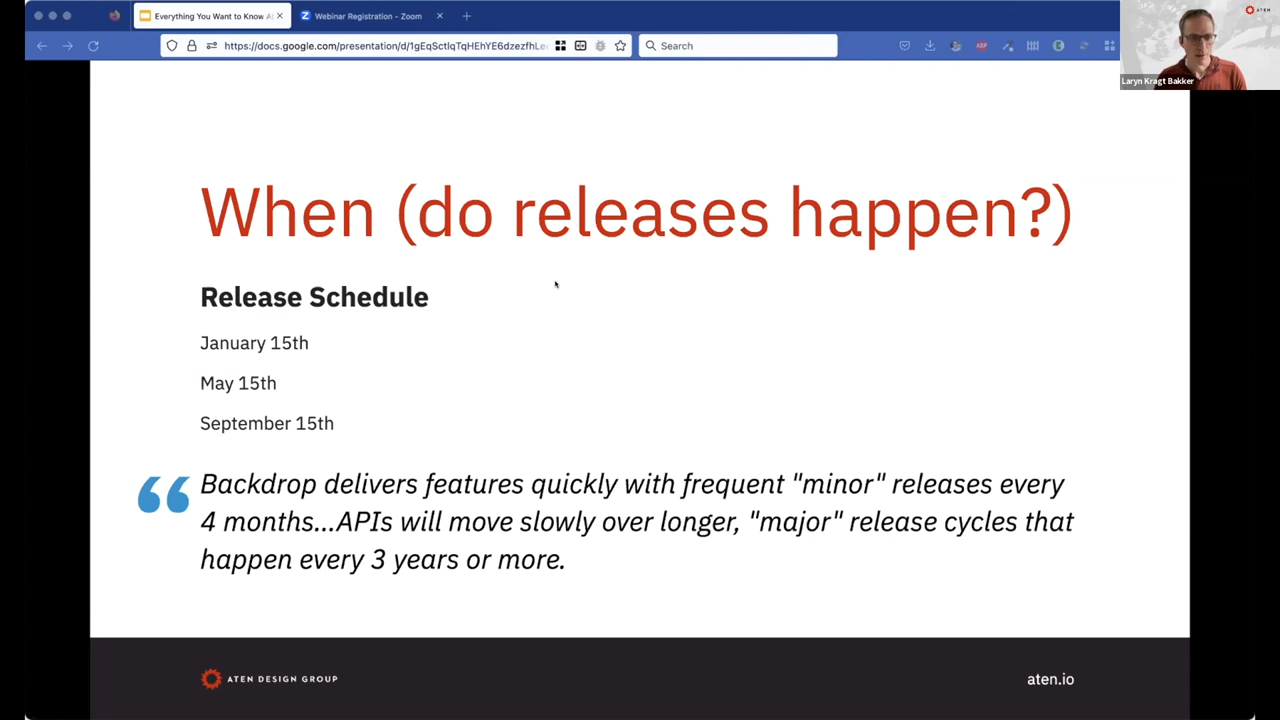 Everything You Want to Know A
Webinar Registration - Zoom
https://docs.google.com/presentation/d/1gEqSctIqTqHEhYE6dzezfhLe
Search
ABP
ATEN
Laryn Kragt Bakker
When (do releases happen?)
Release Schedule
January 15th
May 15th
September 15th
“Backdrop delivers features quickly with frequent "minor" releases every
4 months...APIs will move slowly over longer, "major" release cycles that
happen every 3 years or more.
ATEN DESIGN GROUP
aten.io